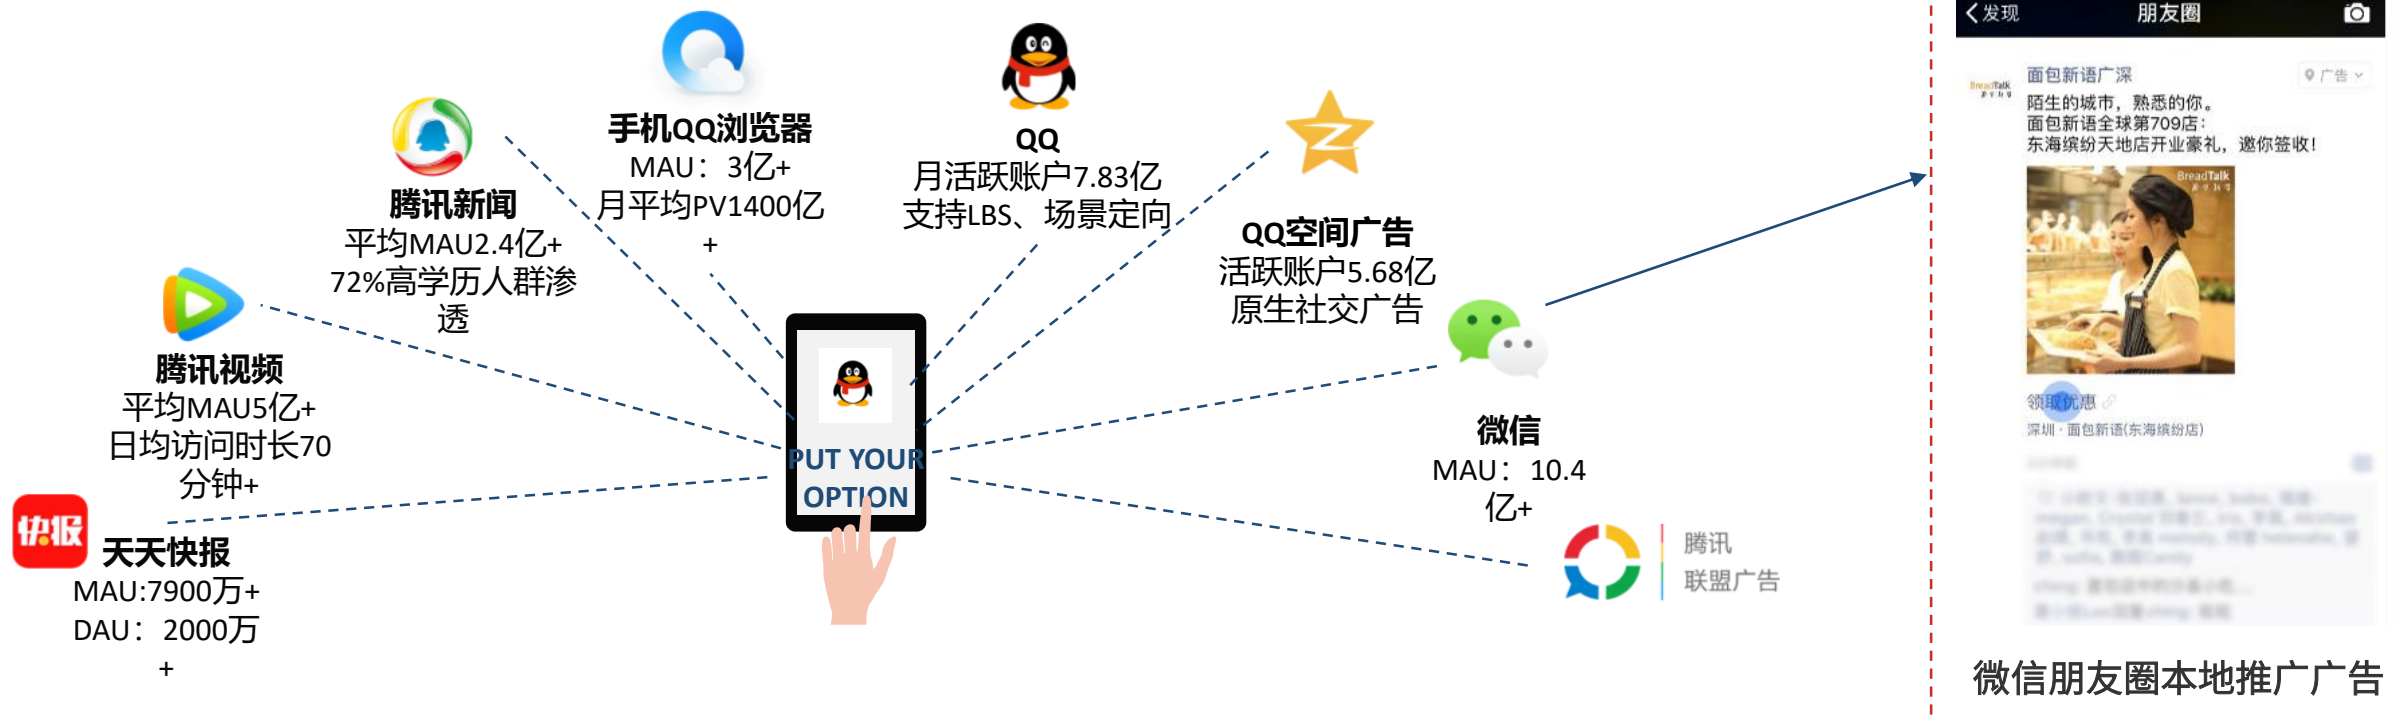 手机QQ浏览器
MAU：3亿+
月平均PV1400亿
+
QQ
月活跃账户7.83亿
支持LBS、场景定向
腾讯新闻
平均MAU2.4亿+
72%高学历人群渗
透
QQ空间广告
活跃账户5.68亿
原生社交广告
腾讯视频
平均MAU5亿+
日均访问时长70
分钟+
快报
天天快报
MAU:7900万+
DAU：2000万
+
PUT YOUR
OPTION
微信
MAU：10.4
亿+
腾讯
联盟广告
发现
朋友圈
BreadTalk
面包新语广深
广告
陌生的城市，熟悉的你。
面包新语全球第709店：
东海缤纷天地店开业豪礼，邀你签收！
BreadTalk
领取优惠
深圳·面包新语(东海缤纷店)
微信朋友圈本地推广广告